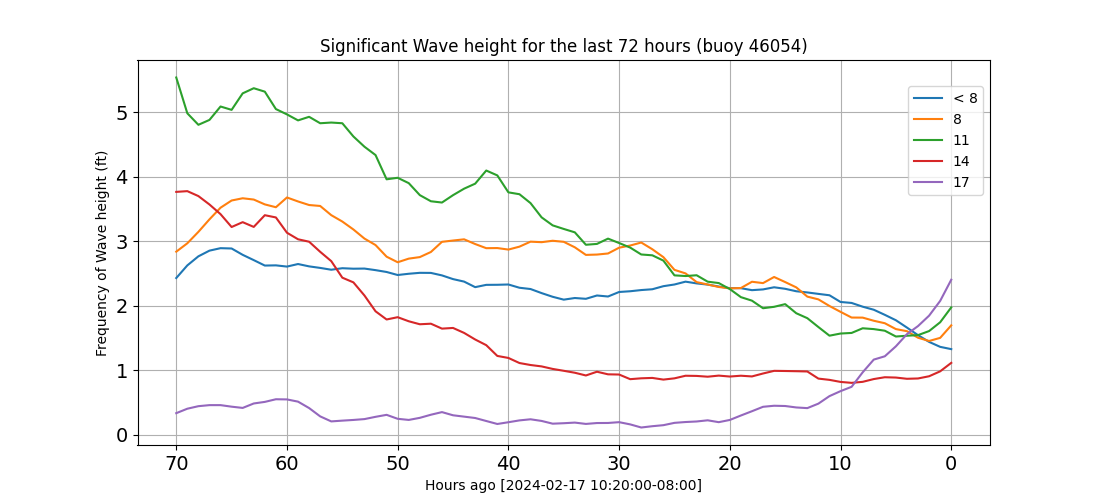 Significant Wave height for the last 72 hours (buoy 46054)
Frequency of Wave height (ft)
5
4
3
2
1
0
< 8
8
11
14
17
70 60 50 40 30 20 10 0
Hours ago [2024-02-17 10:20:00-08:00]